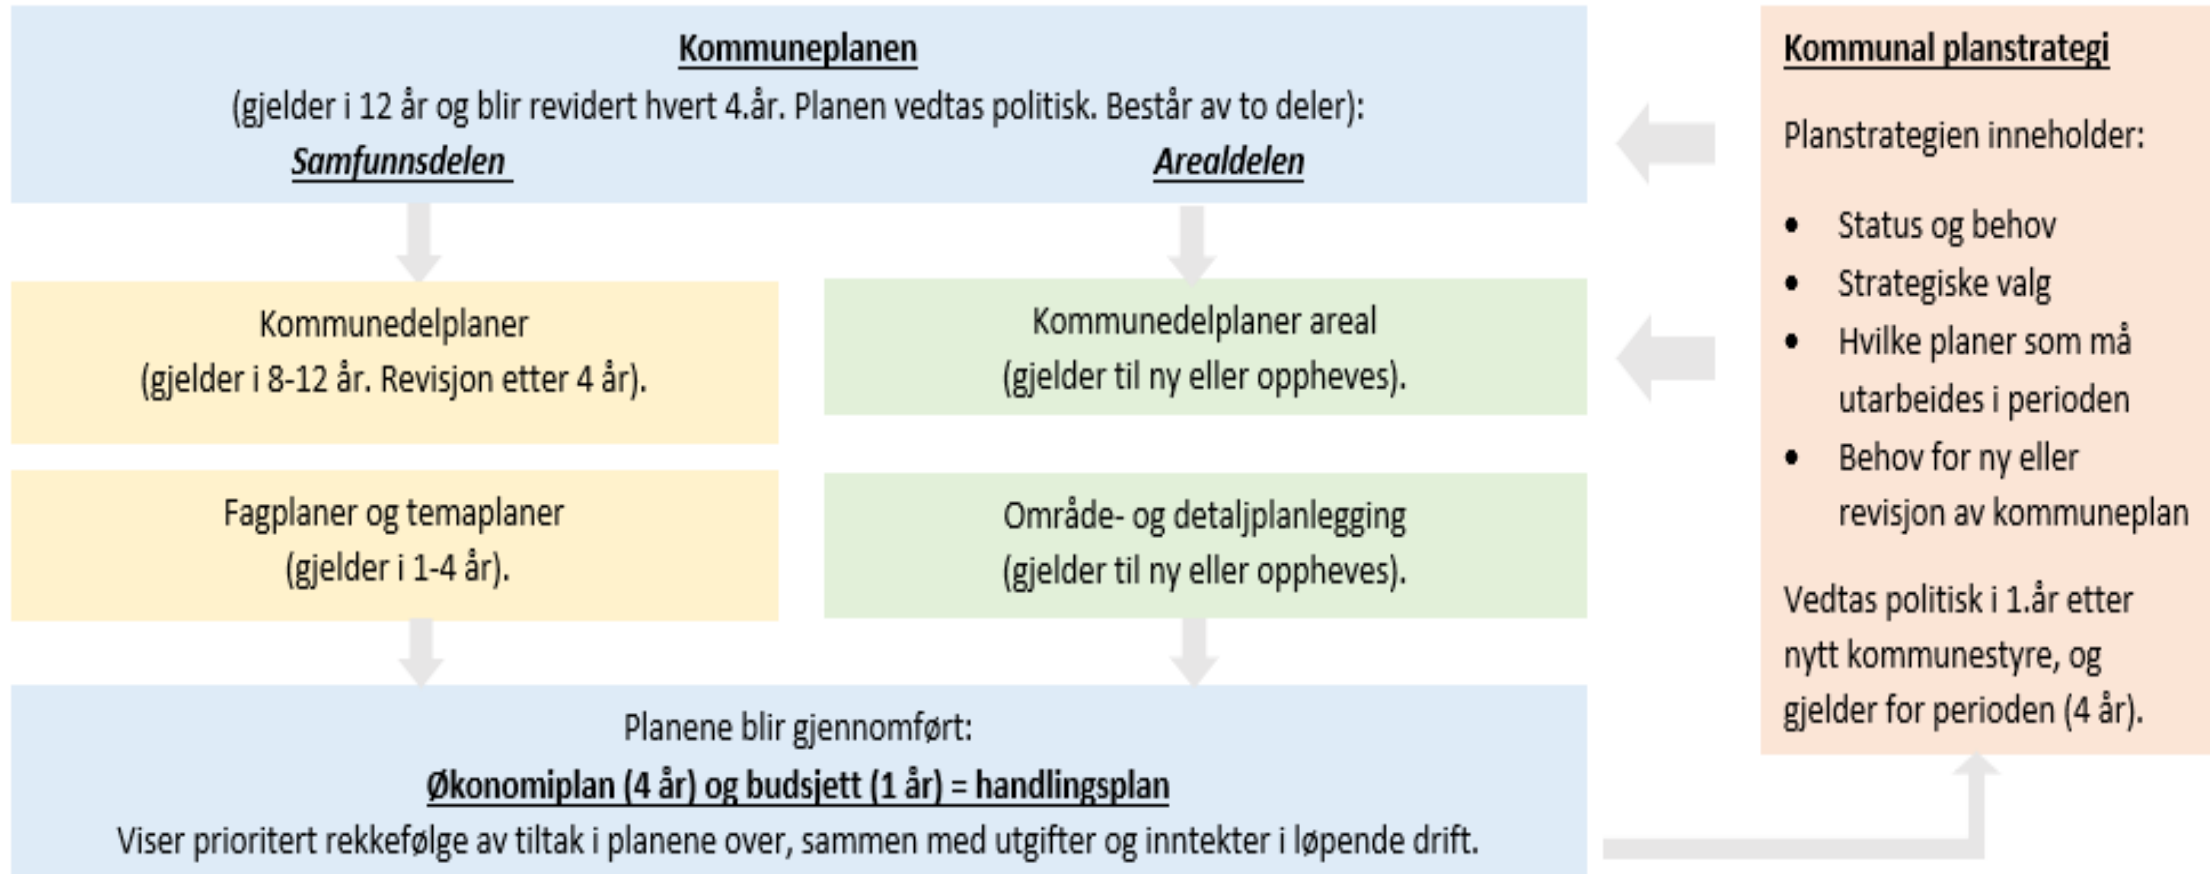 Kommuneplanen
(gjelder i 12 år og blir revidert hvert 4.år. Planen vedtas politisk. Består av to deler):
Samfunnsdelen
Arealdelen
Kommunedelplaner
(gjelder i 8-12 år. Revisjon etter 4 år).
Kommunedelplaner areal
(gjelder til ny eller oppheves).
Fagplaner og temaplaner
(gjelder i 1-4 år).
Område- og detaljplanlegging
(gjelder til ny eller oppheves).
Planene blir gjennomført:
Økonomiplan (4 år) og budsjett (1 år) = handlingsplan
Viser prioritert rekkefølge av tiltak i planene over, sammen med utgifter og inntekter i løpende drift.
Kommunal planstrategi
Planstrategien inneholder:
• Status og behov
• Strategiske valg
• Hvilke planer som må
utarbeides i perioden
• Behov for ny eller
revisjon av kommuneplan
Vedtas politisk i 1.år etter
nytt kommunestyre, og
gjelder for perioden (4 år).